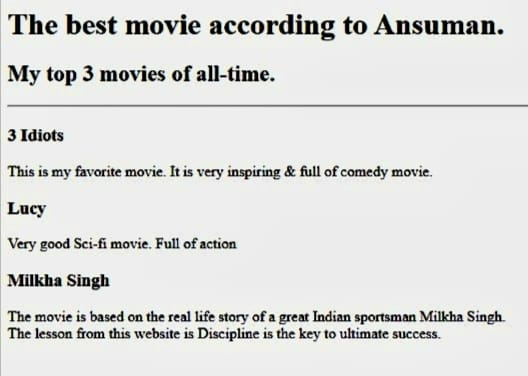 The best movie according to Ansuman.
My top 3 movies of all-time.
3 Idiots
This is my favorite movie. It is very inspiring & full of comedy movie.
Lucy
Very good Sci-fi movie. Full of action
Milkha Singh
The movie is based on the real life story of a great Indian sportsman Milkha Singh.
The lesson from this website is Discipline is the key to ultimate success.